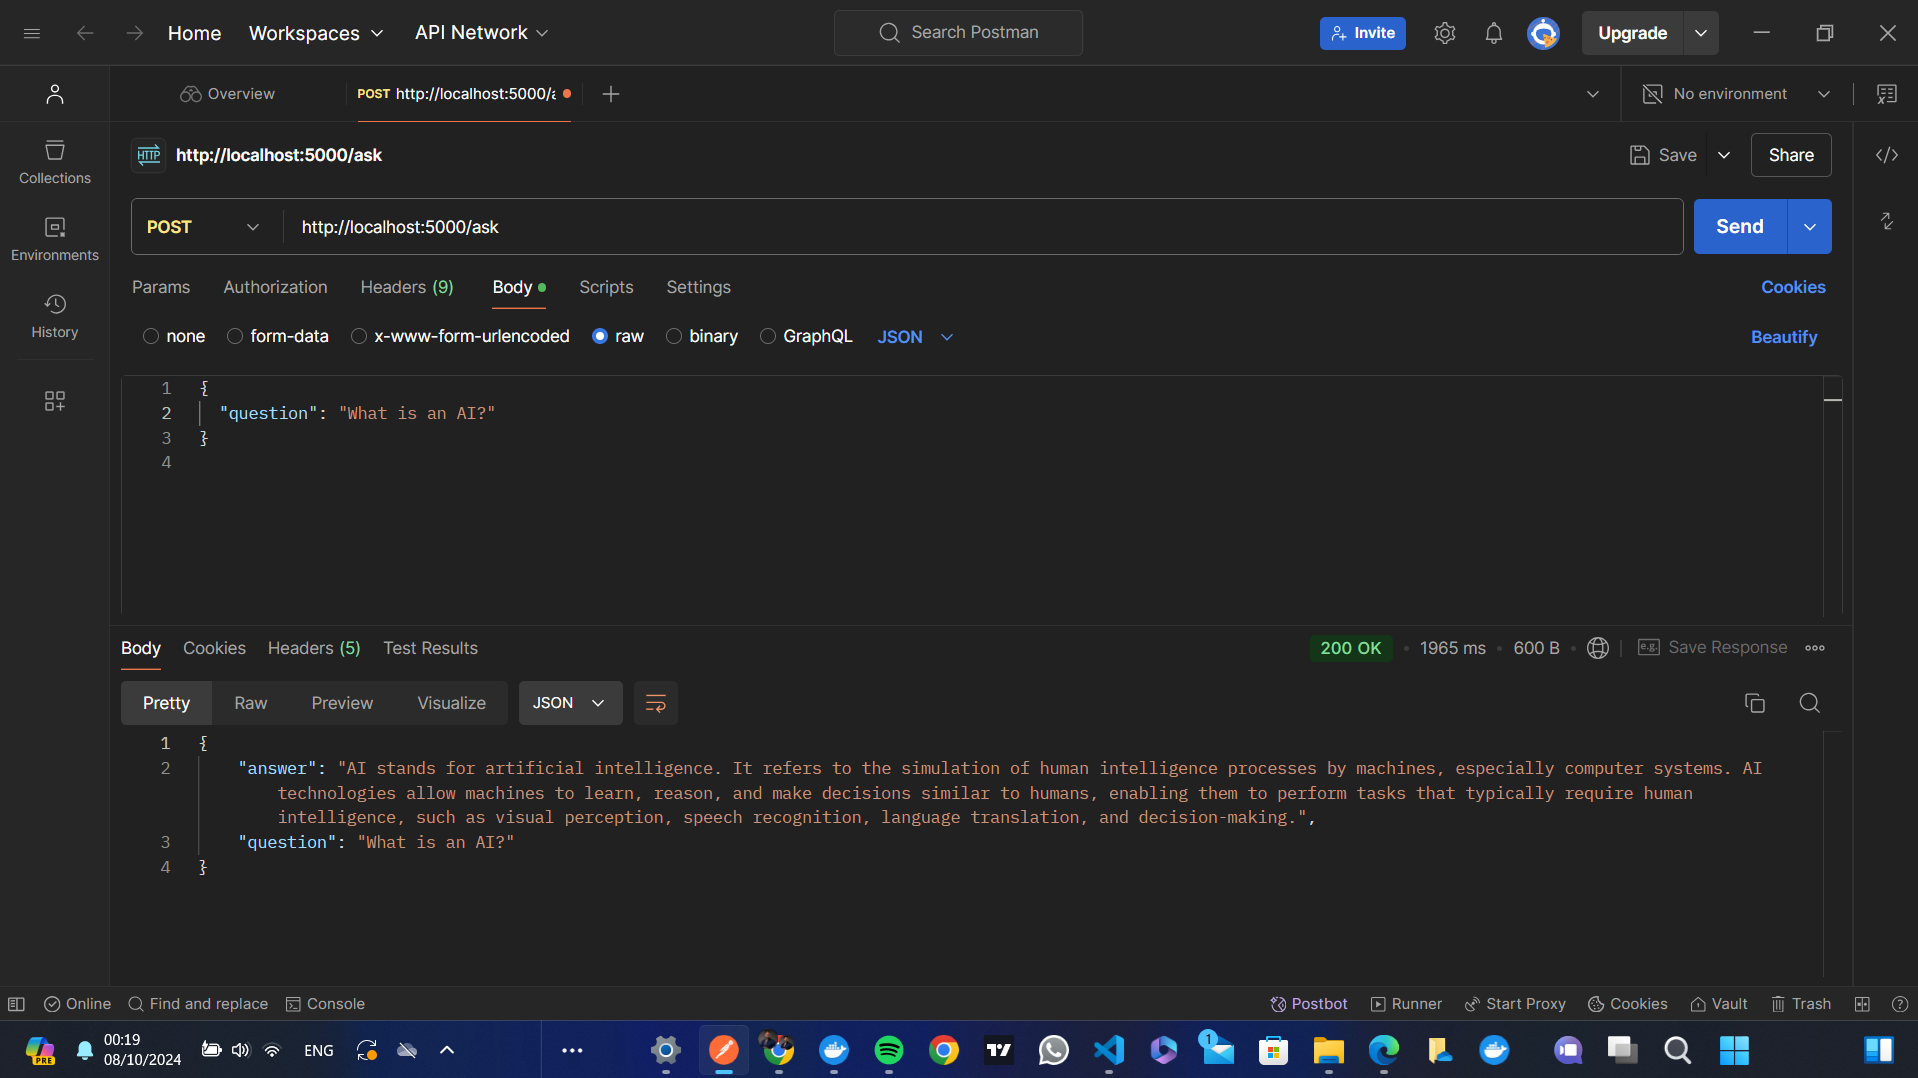 Home
Workspaces
API Network
Search Postman
Invite
Upgrade
Overview
POST http://localhost:5000/a
No environment
Collections
Environments
History
HTTP
http://localhost:5000/ask
Save
Share
POST
http://localhost:5000/ask
Send
Params
Authorization
Headers (9)
Body
Scripts
Settings
Cookies
none
form-data
x-www-form-urlencoded
raw
binary
GraphQL
JSON
Beautify
1 {
2 "question": "What is an AI?"
3 }
4
Body
Cookies
Headers (5)
Test Results
200 OK
1965 ms
600 B
e.g.
Save Response
Pretty
Raw
Preview
Visualize
JSON
1 {
2 "answer": "AI stands for artificial intelligence. It refers to the simulation of human intelligence processes by machines, especially computer systems. AI
technologies allow machines to learn, reason, and make decisions similar to humans, enabling them to perform tasks that typically require human
intelligence, such as visual perception, speech recognition, language translation, and decision-making.",
3 "question": "What is an AI?"
4 }
Online
Find and replace
Console
Postbot
Runner
Start Proxy
Cookies
Vault
Trash
PRE
00:19
08/10/2024
ENG
1